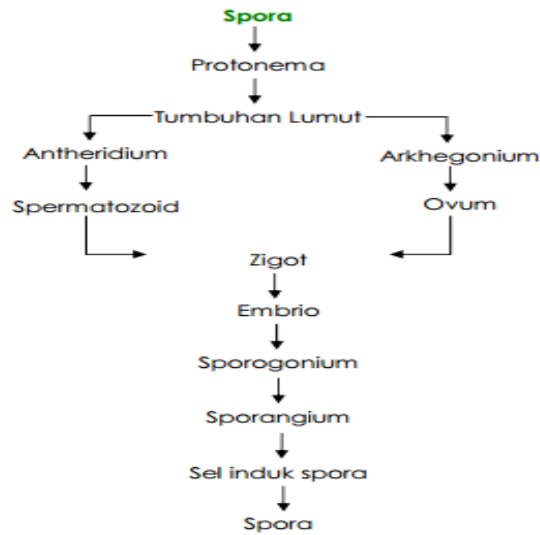 Spora
Protonema
Tumbuhan Lumut
Antheridium
Arkhegonium
Spermatozoid
Ovum
Zigot
Embrio
Sporogonium
Sporangium
Sel induk spora
Spora